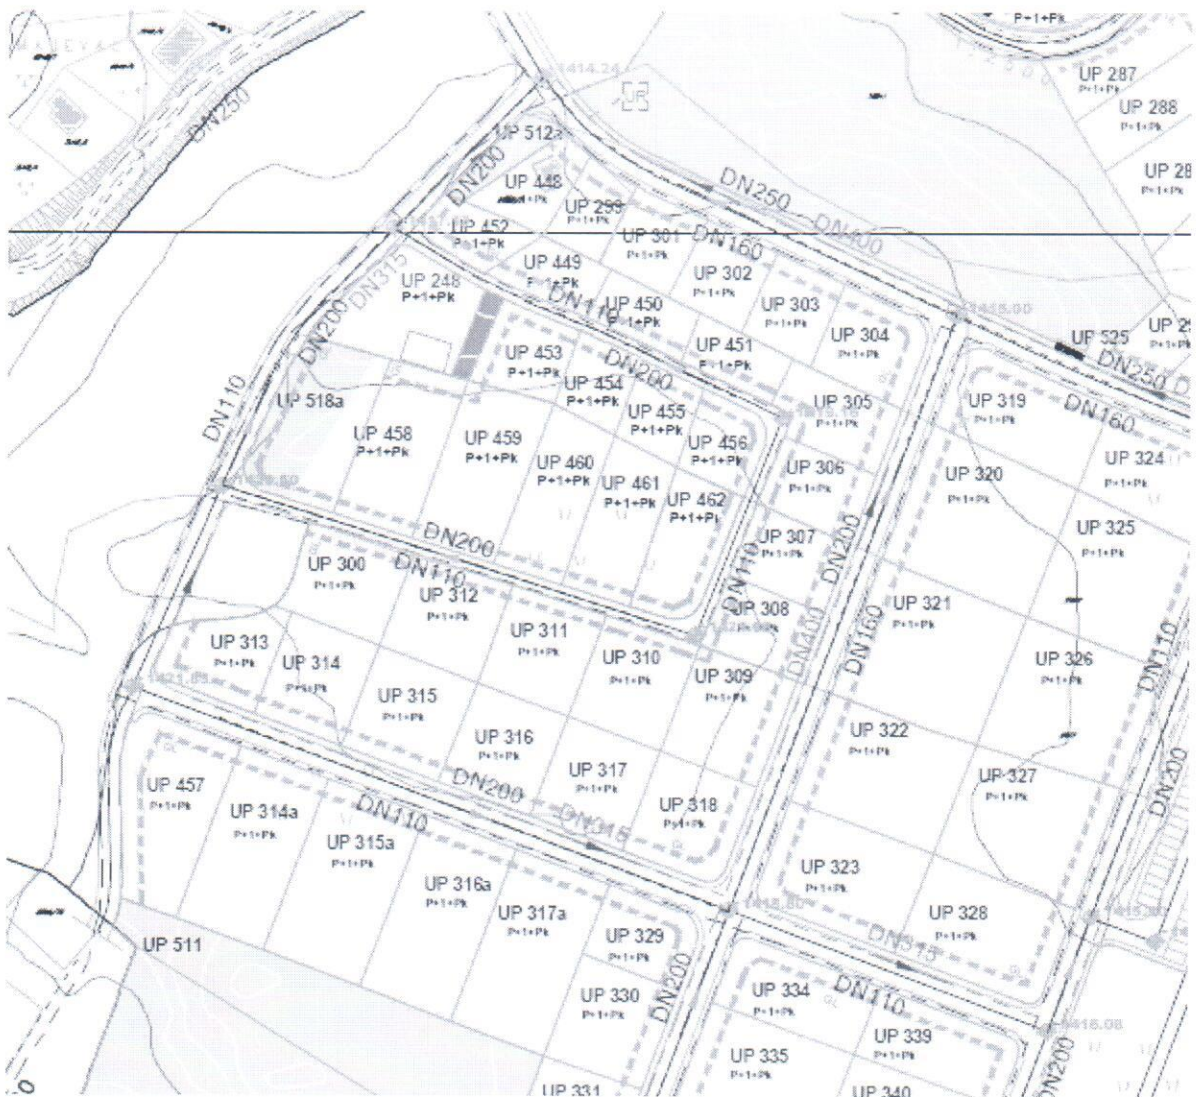 P+1+Pk
1414.24
UP
UP 287
P+1+Pk
UP 288
P+1+Pk
UP 28
P+1+Pk
DN250
UP 512a
DN200
UP 448
UP 299
P+1+Pk
DN250
DN400
UP 452
P+1+Pk
UP 301
P+1+Pk
DN160
UP 449
P+1+Pk
UP 302
P+1+Pk
DN315
UP 248
P+1+Pk
DN110
UP 450
P+1+Pk
UP 303
P+1+Pk
UP 304
P+1+Pk
UP 525
DN250
DN200
UP 453
P+1+Pk
UP 454
P+1+Pk
DN200
UP 451
P+1+Pk
DN110
UP 518a
UP 455
P+1+Pk
UP 305
P+1+Pk
UP 319
P+1+Pk
DN160
UP 458
P+1+Pk
UP 459
P+1+Pk
UP 456
P+1+Pk
UP 460
P+1+Pk
UP 306
P+1+Pk
UP 320
P+1+Pk
UP 324
P+1+Pk
UP 461
P+1+Pk
UP 462
P+1+Pk
UP 325
P+1+Pk
DN200
DN110
UP 307
P+1+Pk
DN200
DN110
UP 300
P+1+Pk
UP 312
P+1+Pk
UP 308
UP 321
P+1+Pk
DN160
DN400
UP 313
P+1+Pk
UP 314
P+1+Pk
UP 311
P+1+Pk
UP 310
P+1+Pk
UP 309
P+1+Pk
UP 326
P+1+Pk
DN110
UP 315
P+1+Pk
UP 316
P+1+Pk
UP 322
P+1+Pk
UP 317
P+1+Pk
UP 327
P+1+Pk
DN200
UP 457
P+1+Pk
DN200
DN110
DN315
UP 318
P+1+Pk
UP 314a
P+1+Pk
UP 315a
P+1+Pk
UP 316a
P+1+Pk
UP 323
P+1+Pk
UP 317a
P+1+Pk
1418.80
UP 328
P+1+Pk
UP 511
UP 329
P+1+Pk
DN315
DN200
UP 330
P+1+Pk
UP 334
P+1+Pk
DN110
1416.08
UP 339
P+1+Pk
UP 335
P+1+Pk
DN200
UP 331
UP 340